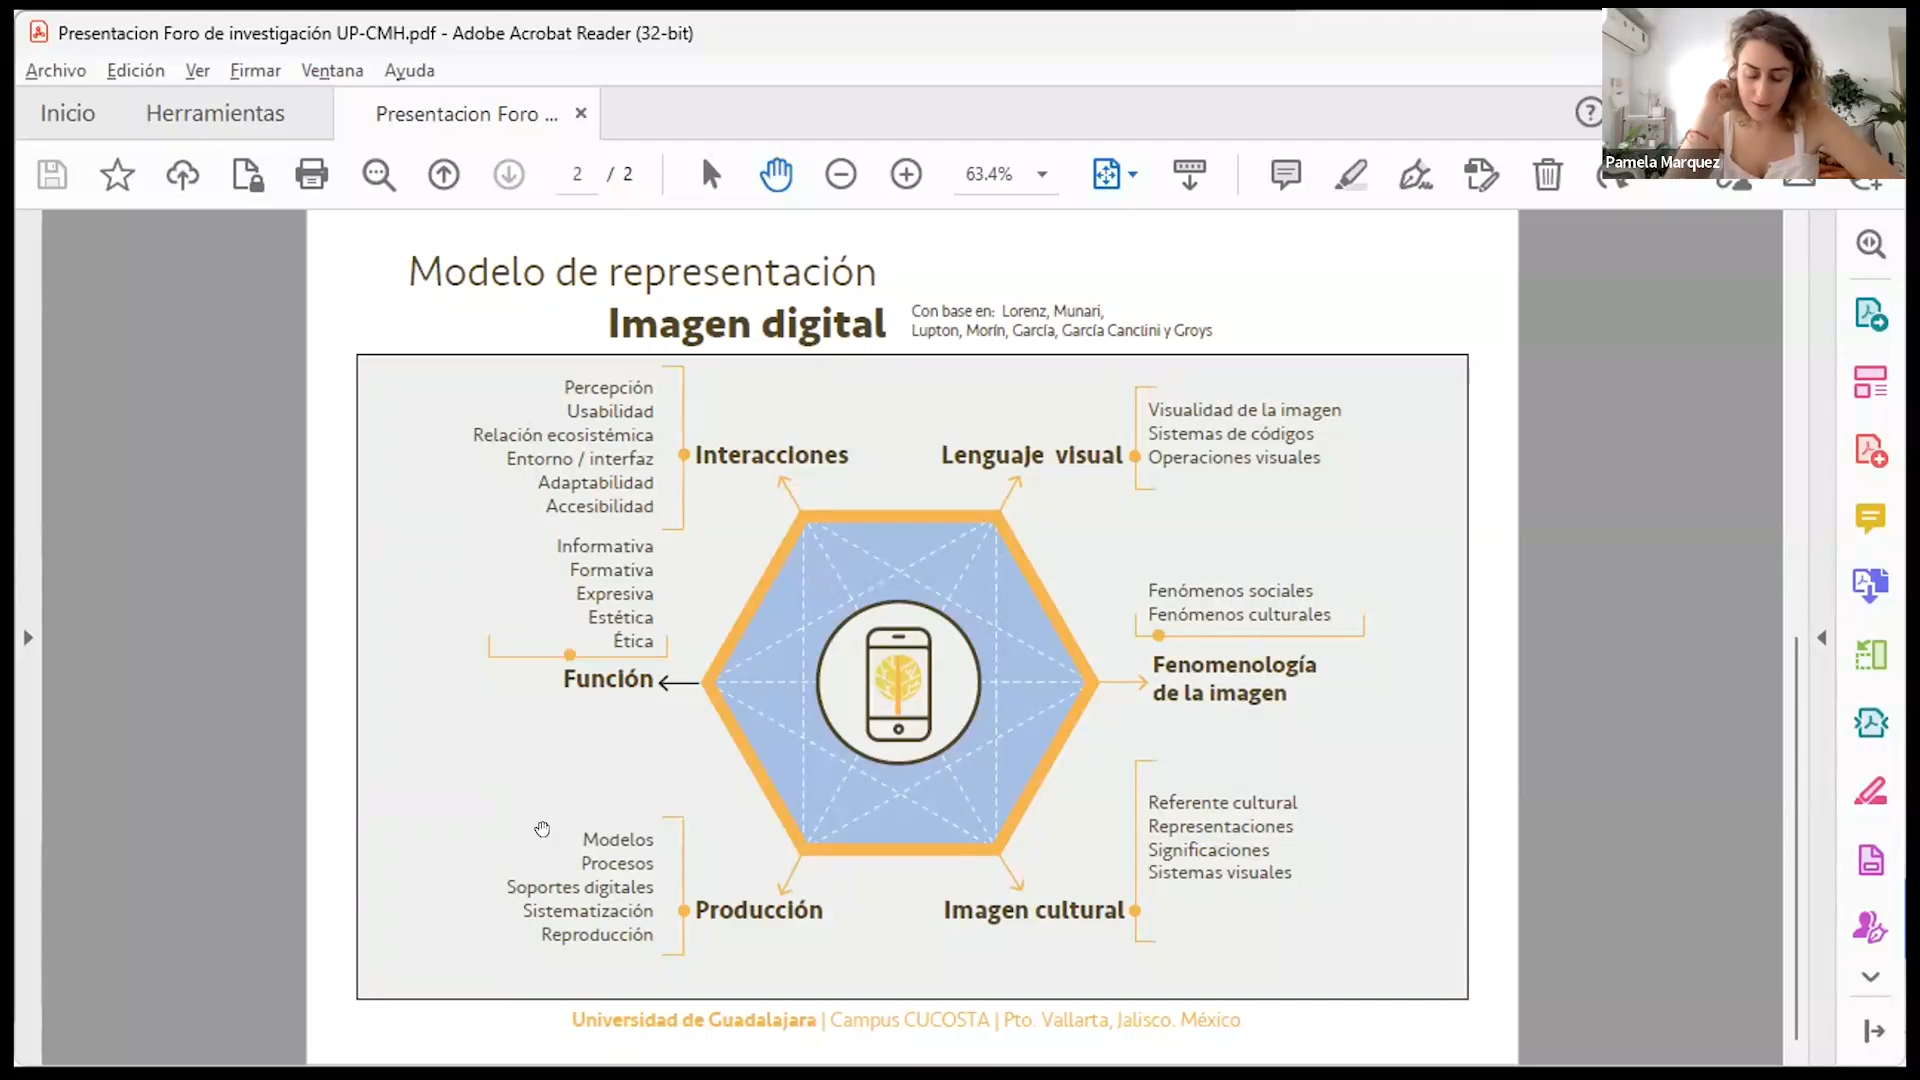 Presentacion Foro de investigación UP-CMH.pdf - Adobe Acrobat Reader (32-bit)
Archivo Edición Ver Firmar Ventana Ayuda
Inicio Herramientas Presentacion Foro ... ×
?
2 / 2 63.4%
Pamela Marquez
Modelo de representación
Imagen digital
Con base en: Lorenz, Munari,
Lupton, Morín, García, García Canclini y Groys
Percepción
Usabilidad
Relación ecosistémica
Entorno / interfaz
Adaptabilidad
Accesibilidad
Interacciones
Lenguaje visual
Visualidad de la imagen
Sistemas de códigos
Operaciones visuales
Informativa
Formativa
Expresiva
Estética
Ética
Función
Fenómenos sociales
Fenómenos culturales
Fenomenología
de la imagen
Modelos
Procesos
Soportes digitales
Sistematización
Reproducción
Producción
Imagen cultural
Referente cultural
Representaciones
Significaciones
Sistemas visuales
Universidad de Guadalajara | Campus CUCOSTA | Pto. Vallarta, Jalisco. México